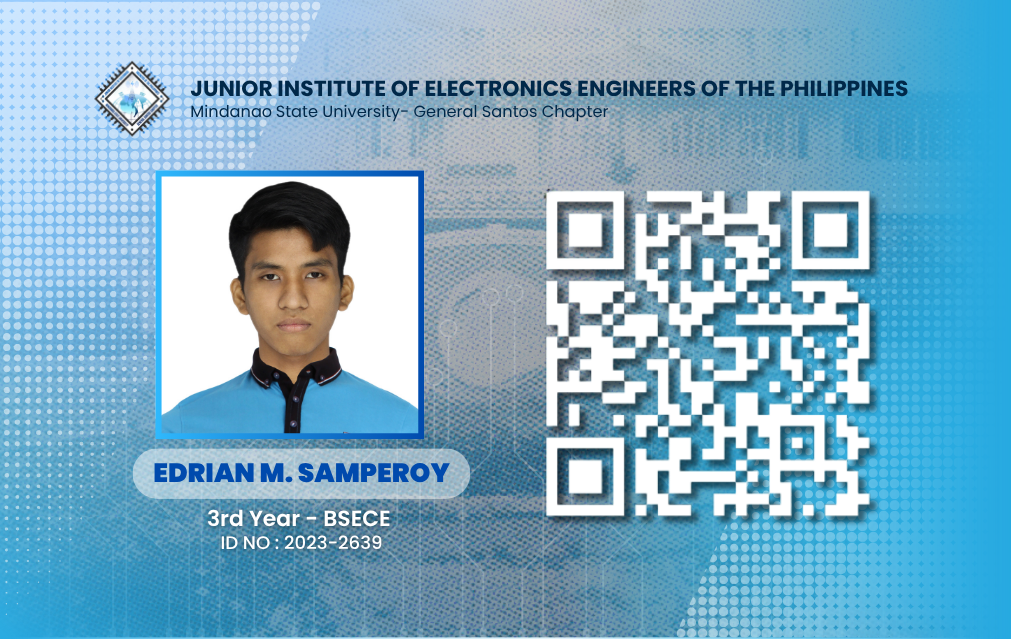 JUNIOR INSTITUTE OF ELECTRONICS ENGINEERS OF THE PHILIPPINES
Mindanao State University- General Santos Chapter
EDRIAN M. SAMPEROY
3rd Year - BSECE
ID NO : 2023-2639